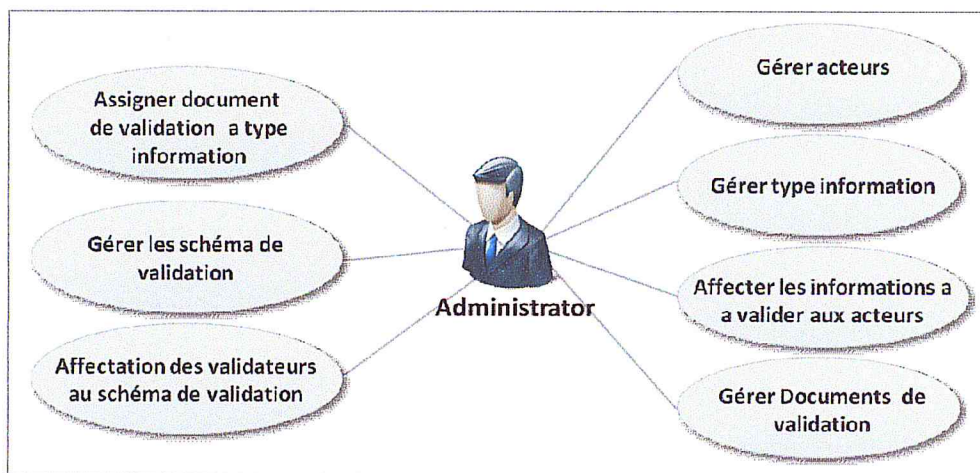 Assigner document
de validation a type
information
Gérer les schéma de
validation
Affectation des validateurs
au schéma de validation
Administrator
Gérer acteurs
Gérer type information
Affecter les informations a
a valider aux acteurs
Gérer Documents de
validation